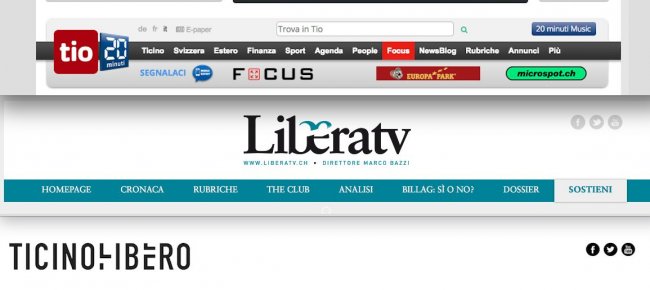 de fr it E-paper Trova in Tio 20 minuti Music
tio 20 minuti
Ticino Svizzera Estero Finanza Sport Agenda People Focus NewsBlog Rubriche Annunci Più
SEGNALACI FOCUS EUROPA PARK microspot.ch
Liberatv
WWW.LIBERATV.CH • DIRETTORE MARCO BAZZI
HOMEPAGE CRONACA RUBRICHE THE CLUB ANALISI BILLAG: SÌ O NO? DOSSIER SOSTIENI
TICINOLIBERO